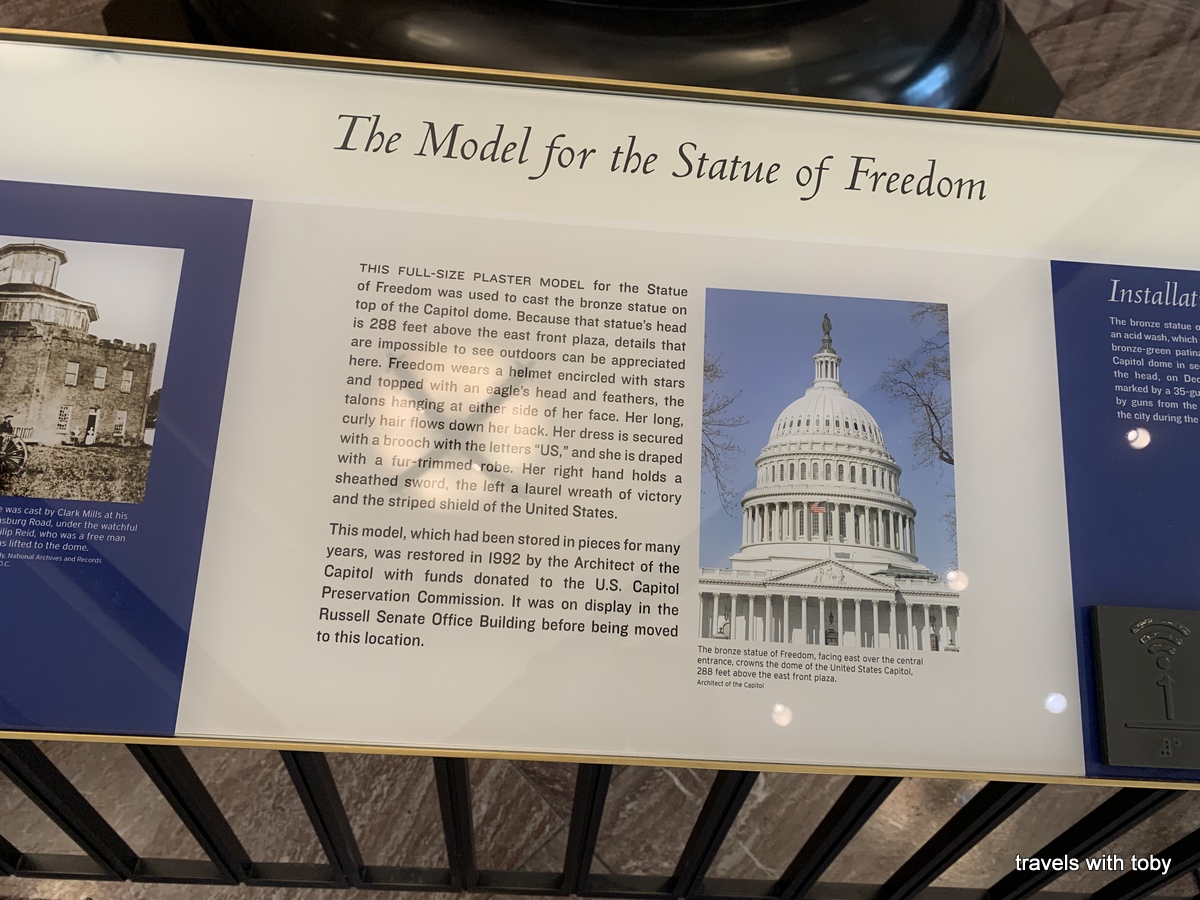 The Model for the Statue of Freedom
THIS FULL-SIZE PLASTER MODEL for the Statue
of Freedom was used to cast the bronze statue on
top of the Capitol dome. Because that statue's head
is 288 feet above the east front plaza, details that
are impossible to see outdoors can be appreciated
here. Freedom wears a helmet encircled with stars
and topped with an eagle's head and feathers, the
talons hanging at either side of her face. Her long,
curly hair flows down her back. Her dress is secured
with a brooch with the letters "US," and she is draped
with a fur-trimmed robe. Her right hand holds a
sheathed sword, the left a laurel wreath of victory
and the striped shield of the United States.
This model, which had been stored in pieces for many
years, was restored in 1992 by the Architect of the
Capitol with funds donated to the U.S. Capitol
Preservation Commission. It was on display in the
Russell Senate Office Building before being moved
to this location.
The bronze statue of Freedom, facing east over the central
entrance, crowns the dome of the United States Capitol,
288 feet above the east front plaza.
Architect of the Capitol
e was cast by Clark Mills at his
nsburg Road, under the watchful
ilip Reid, who was a free man
as lifted to the dome.
National Archives and Records
D.C.
Installat
The bronze statue o
an acid wash, which
bronze-green patin
Capitol dome in se
the head, on Dec
marked by a 35-gu
by guns from the
the city during the
1
travels with toby